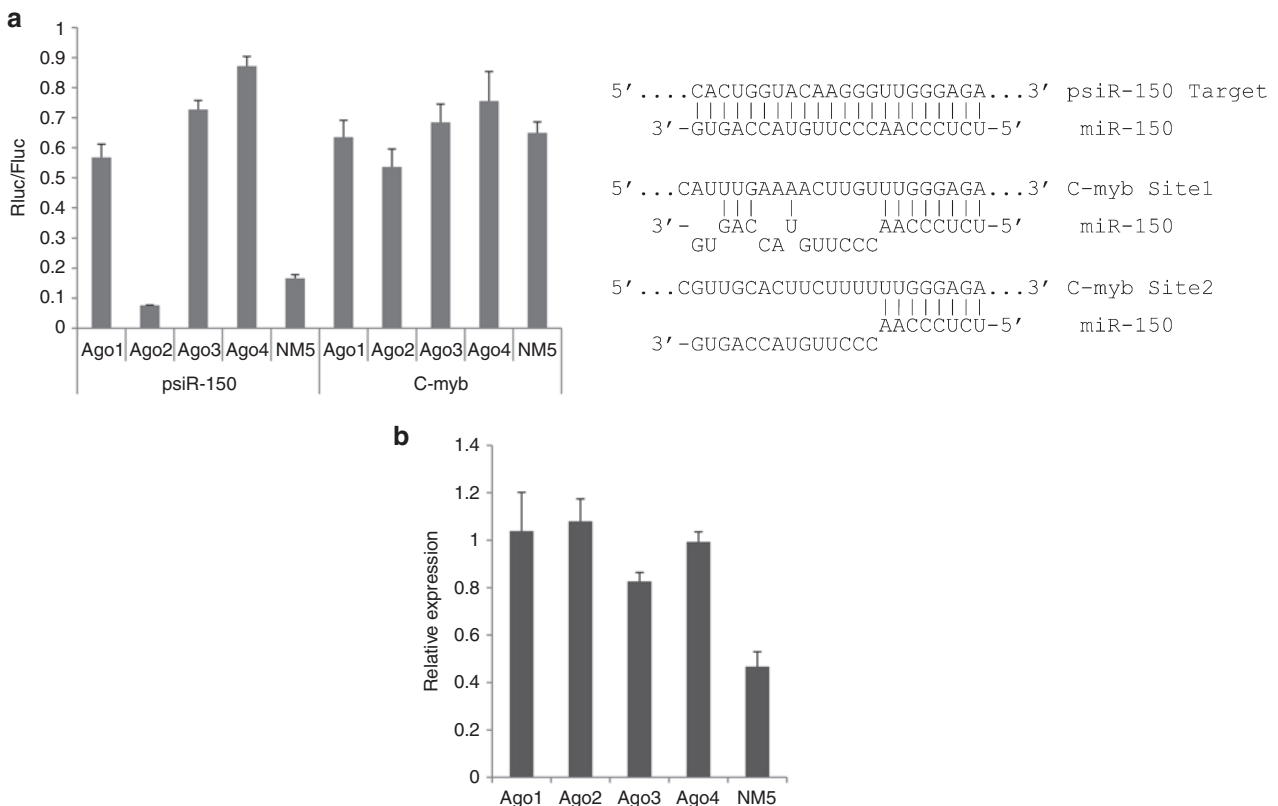 a
1
0.9
0.8
0.7
0.6
0.5
0.4
0.3
0.2
0.1
0
Rluc/Fluc
Ago1 Ago2 Ago3 Ago4 NM5 Ago1 Ago2 Ago3 Ago4 NM5
psiR-150 C-myb
5'....CACUGGUACAAGGGUUGGGAGA...3' psiR-150 Target
3'-GUGACCAUGUUCCCAACCCUCU-5' miR-150
5'...CAUUUGAAAACUUGUUUGGGAGA...3' C-myb Site1
3'- GAC U AACCCUCU-5' miR-150
GU CA GUUCCC
5'...CGUUGCACUUCUUUUUUGGGAGA...3' C-myb Site2
AACCCUCU-5' miR-150
3'-GUGACCAUGUUCCC
b
1.4
1.2
1
0.8
0.6
0.4
0.2
0
Relative expression
Ago1 Ago2 Ago3 Ago4 NM5